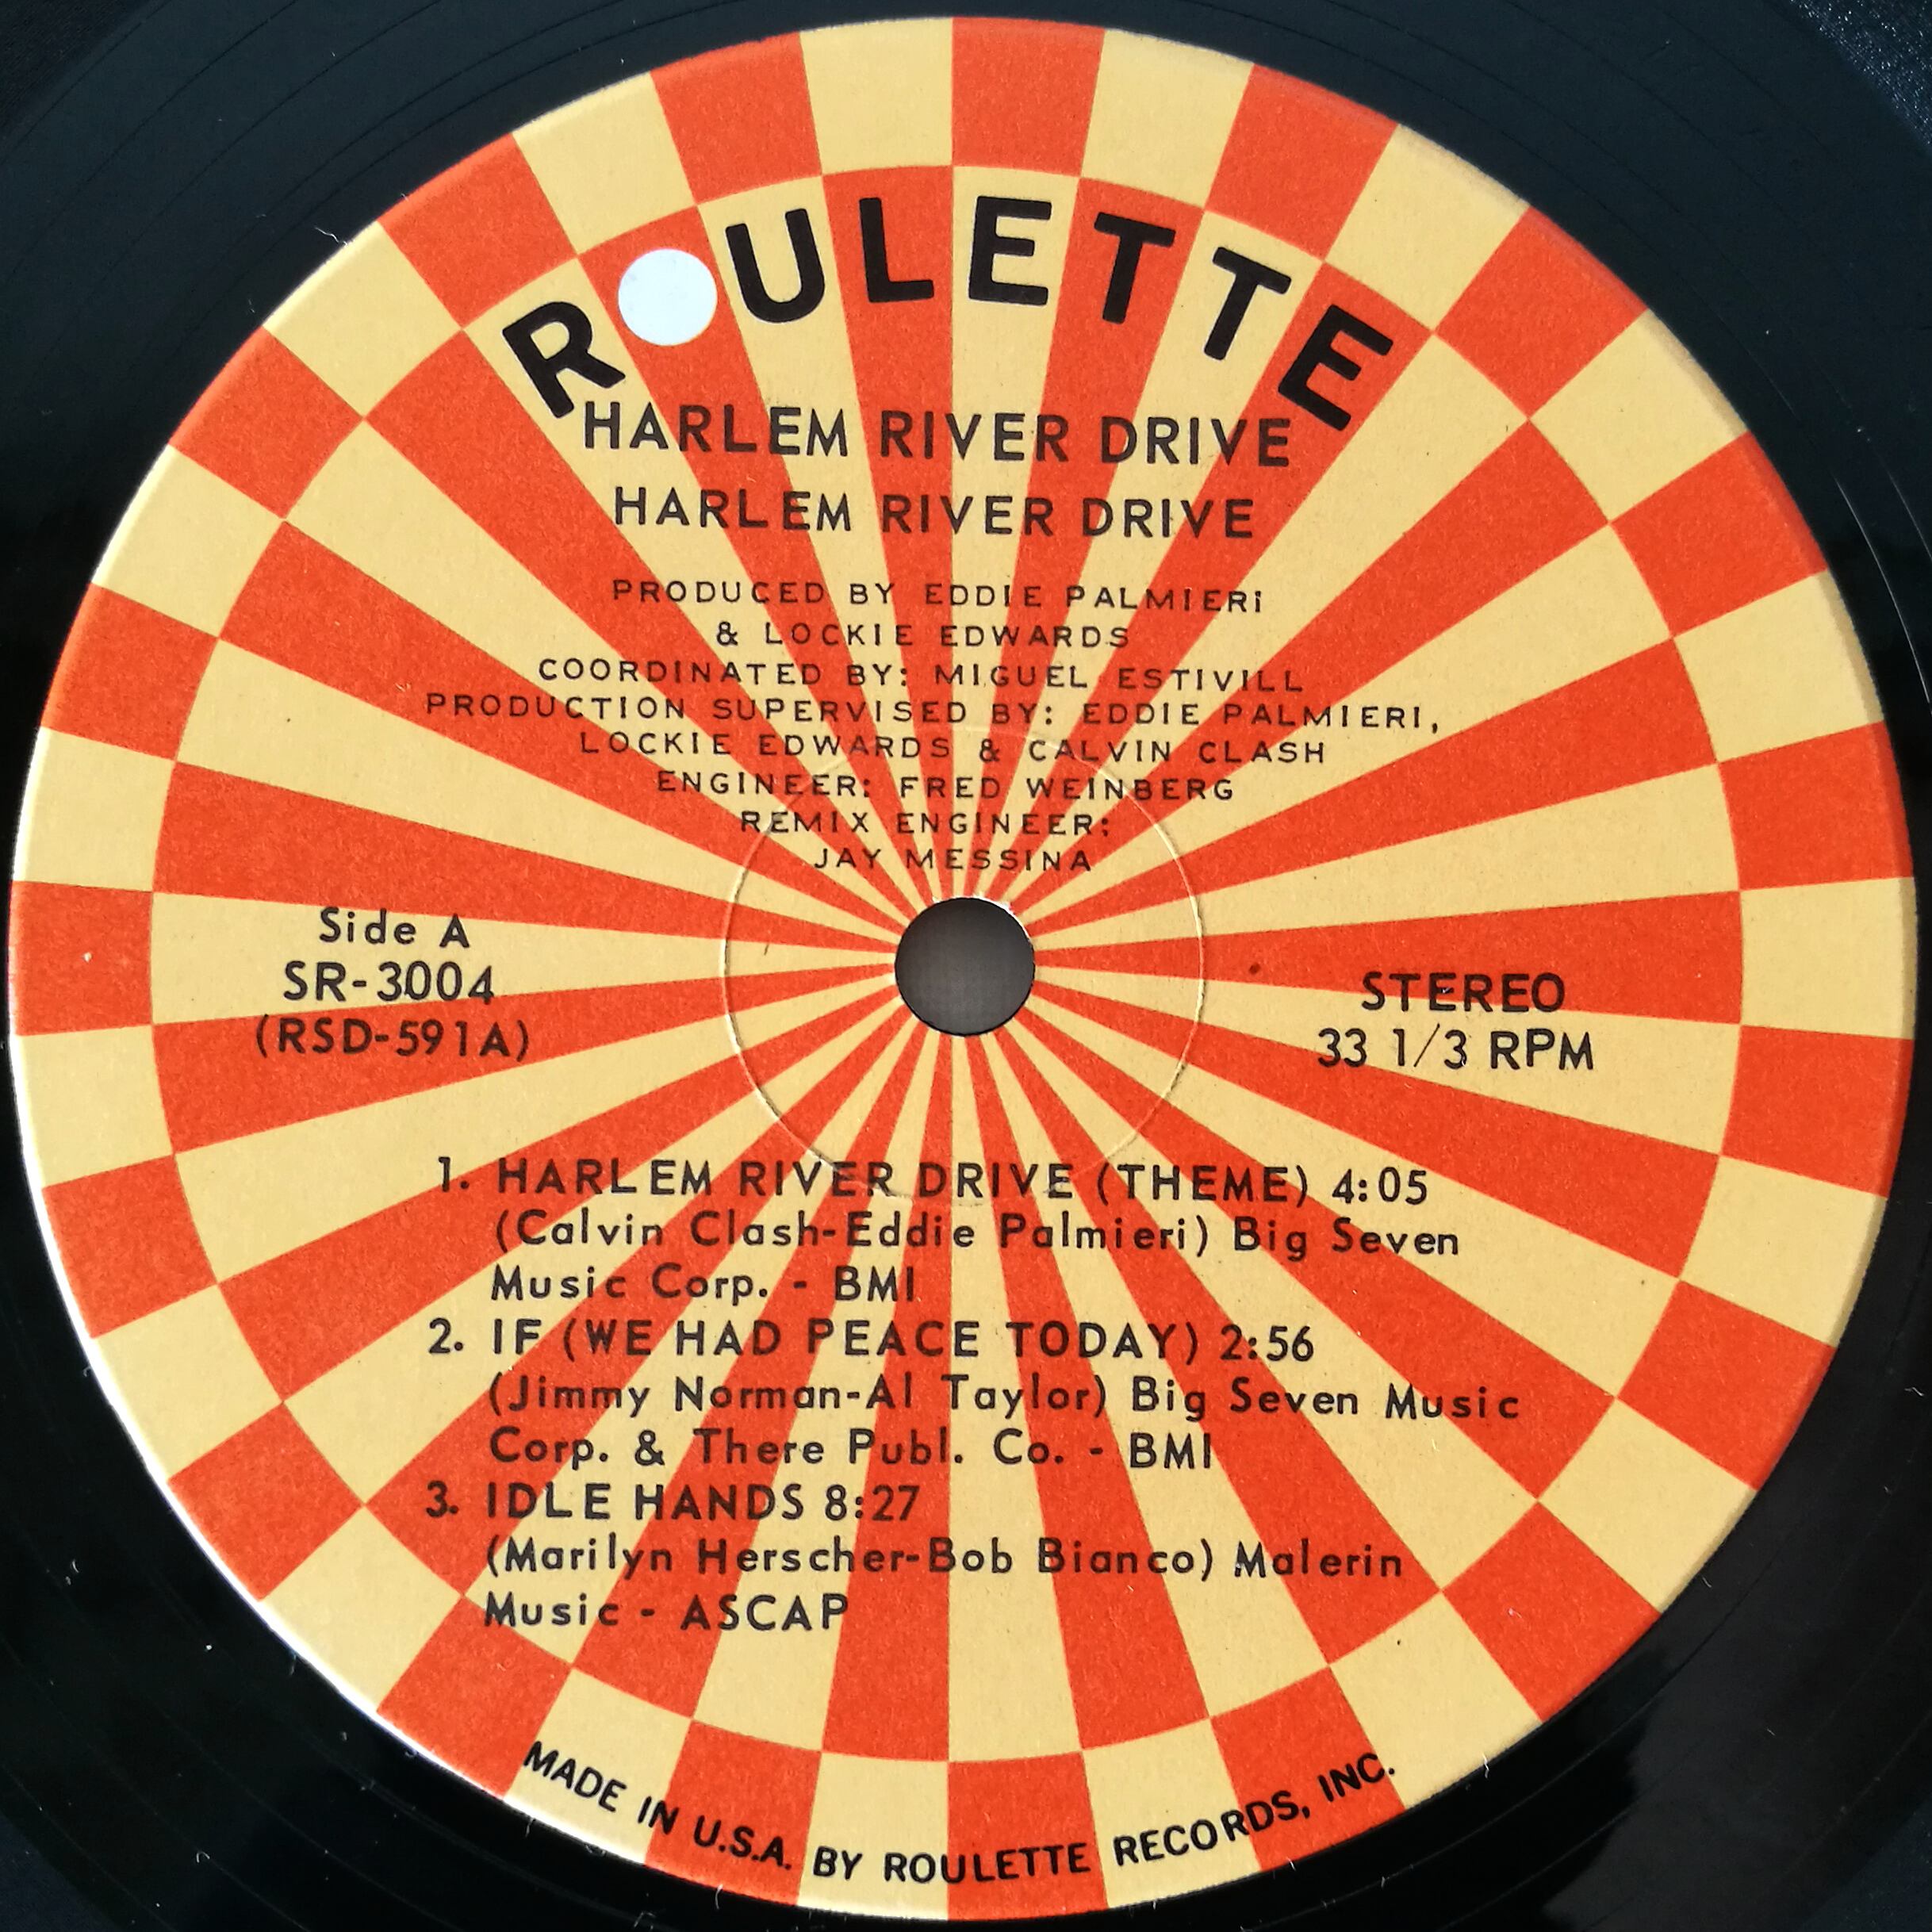 ROULETTE
HARLEM RIVER DRIVE
HARLEM RIVER DRIVE
PRODUCED BY EDDIE PALMIERI
& LOCKIE EDWARDS
COORDINATED BY: MIGUEL ESTIVILL
PRODUCTION SUPERVISED BY: EDDIE PALMIERI,
LOCKIE EDWARDS & CALVIN CLASH
ENGINEER: FRED WEINBERG
REMIX ENGINEER:
JAY MESSINA
Side A
SR-3004
(RSD-591A)
STEREO
33 1/3 RPM
1. HARLEM RIVER DRIVE (THEME) 4:05
(Calvin Clash-Eddie Palmieri) Big Seven
Music Corp. - BMI
2. IF (WE HAD PEACE TODAY) 2:56
(Jimmy Norman-Al Taylor) Big Seven Music
Corp. & There Publ. Co. - BMI
3. IDLE HANDS 8:27
(Marilyn Herscher-Bob Bianco) Malerin
Music - ASCAP
MADE IN U.S.A. BY ROULETTE RECORDS, INC.